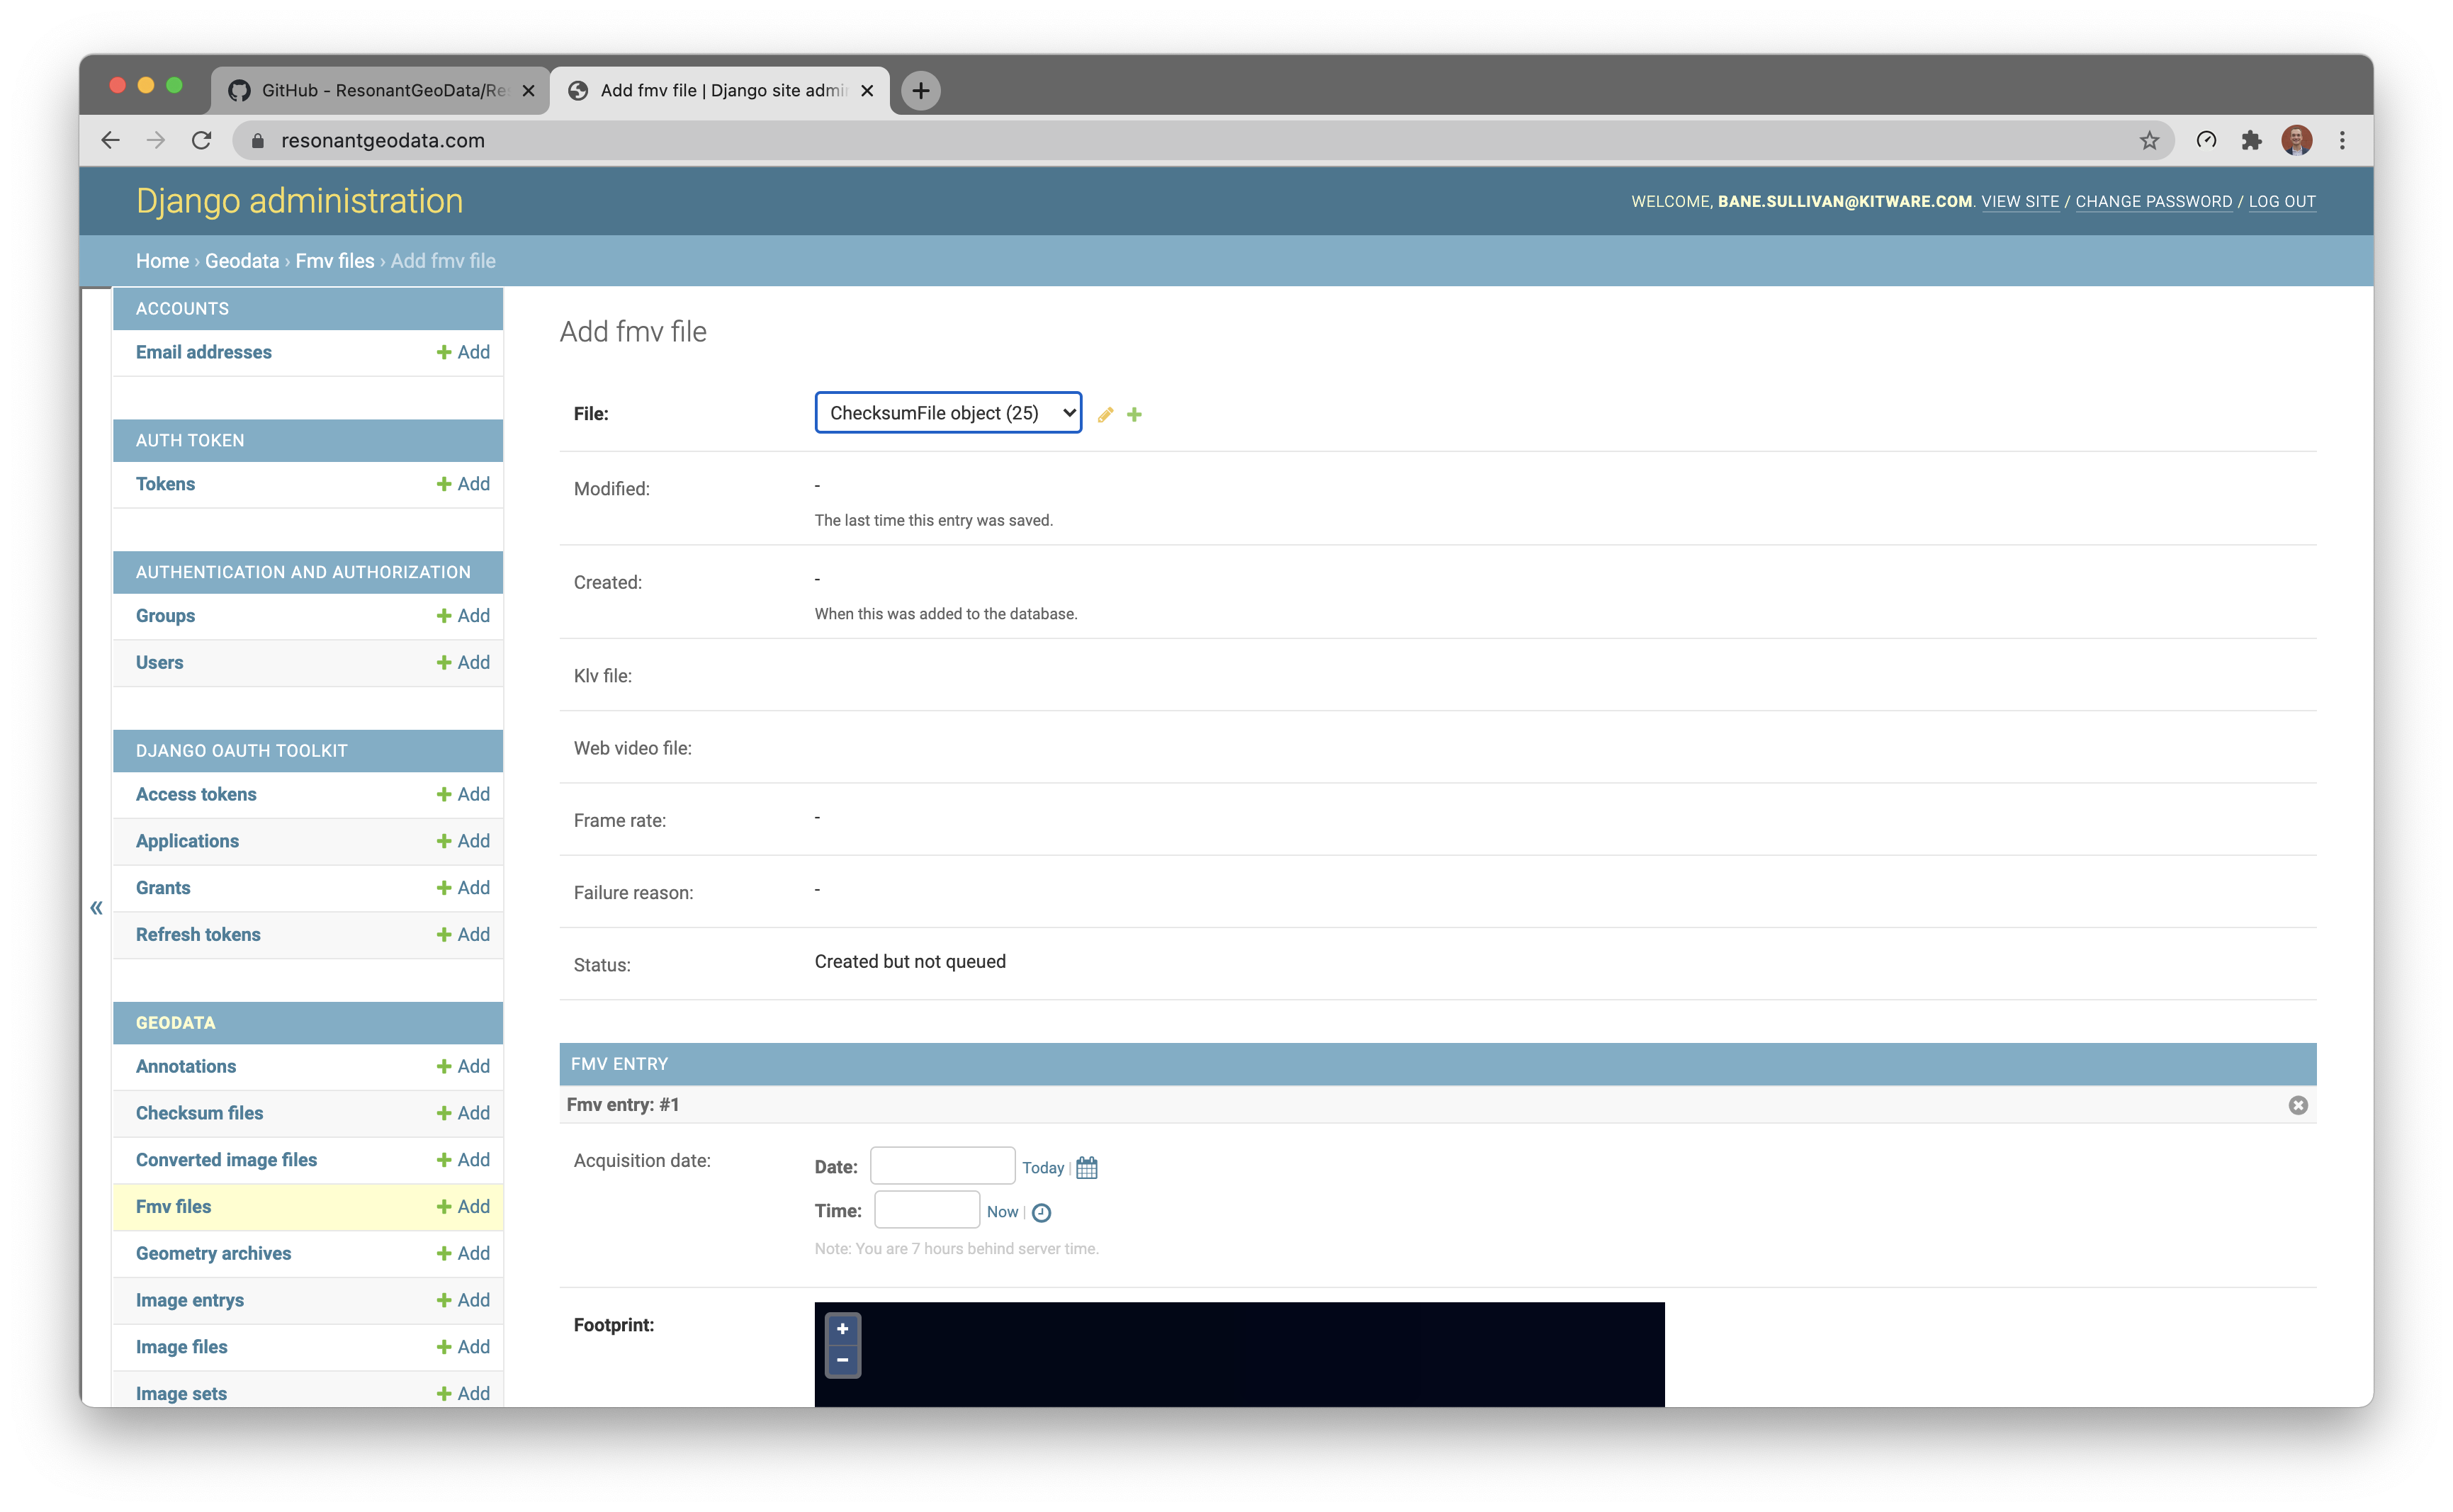 GitHub - ResonantGeoData/Re
Add fmv file | Django site admi
resonantgeodata.com
Django administration
WELCOME, BANE.SULLIVAN@KITWARE.COM. VIEW SITE / CHANGE PASSWORD / LOG OUT
Home › Geodata › Fmv files › Add fmv file
ACCOUNTS
Email addresses + Add
AUTH TOKEN
Tokens + Add
AUTHENTICATION AND AUTHORIZATION
Groups + Add
Users + Add
DJANGO OAUTH TOOLKIT
Access tokens + Add
Applications + Add
Grants + Add
Refresh tokens + Add
GEODATA
Annotations + Add
Checksum files + Add
Converted image files + Add
Fmv files + Add
Geometry archives + Add
Image entrys + Add
Image files + Add
Image sets + Add
«
Add fmv file
File: ChecksumFile object (25)
Modified: -
The last time this entry was saved.
Created: -
When this was added to the database.
Klv file:
Web video file:
Frame rate: -
Failure reason: -
Status: Created but not queued
FMV ENTRY
Fmv entry: #1
Acquisition date: Date: Today |
Time: Now |
Note: You are 7 hours behind server time.
Footprint:
+
−